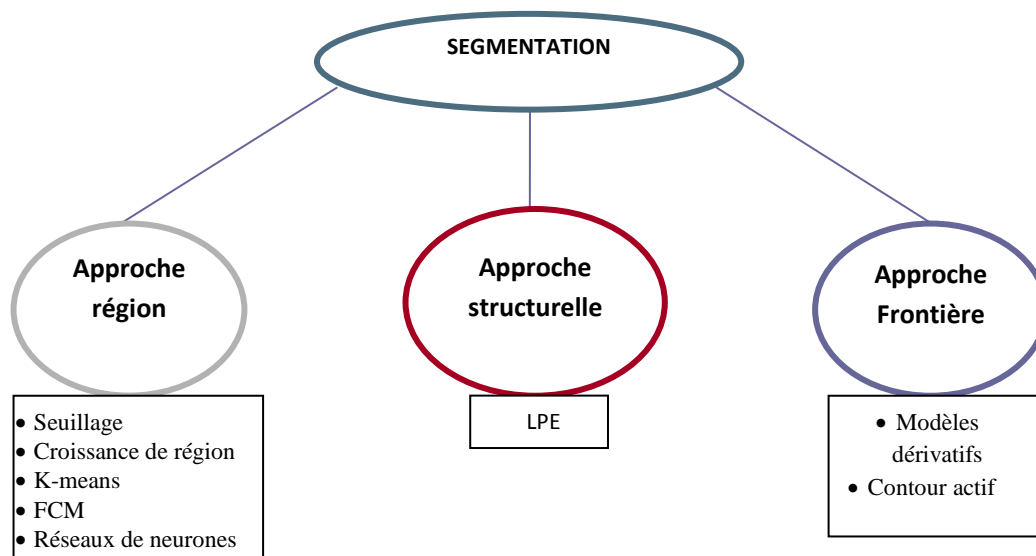 SEGMENTATION
Approche
région
Approche
structurelle
Approche
Frontière
• Seuillage
• Croissance de région
• K-means
• FCM
• Réseaux de neurones
LPE
• Modèles
dérivatifs
• Contour actif